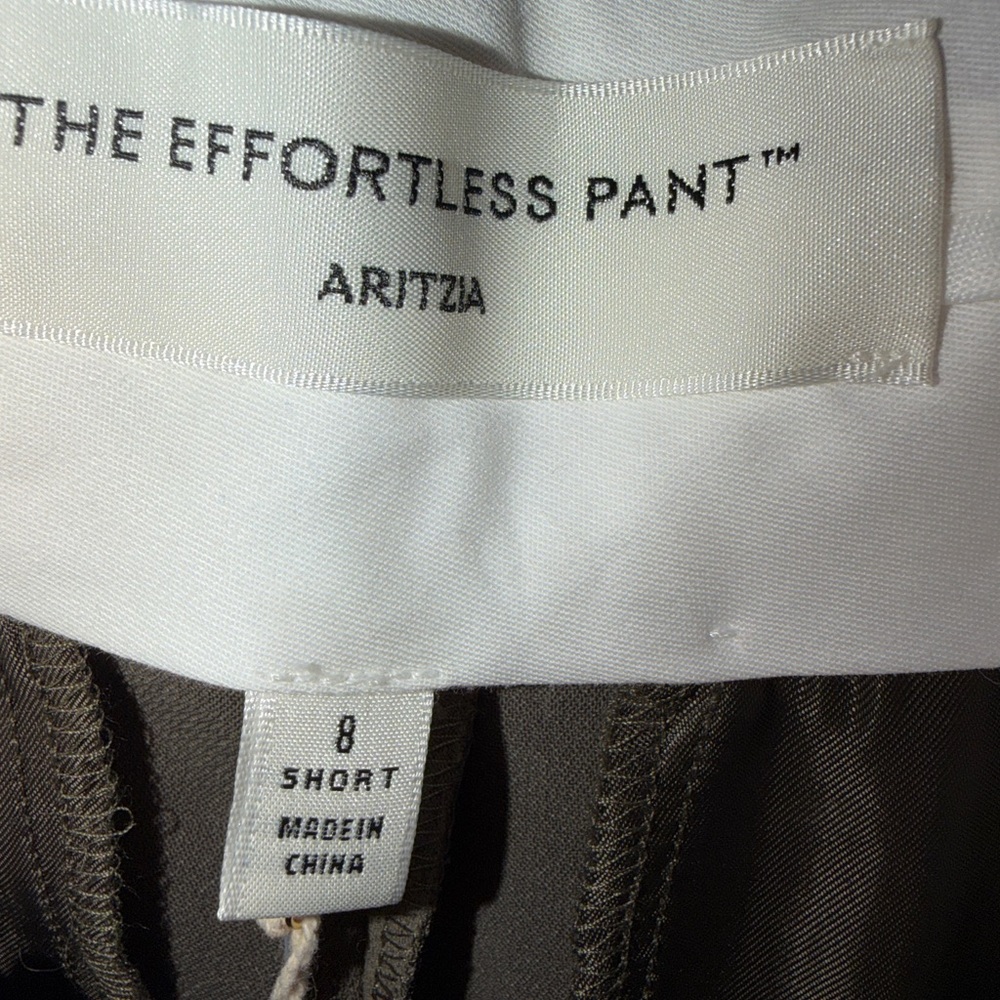 THE EFFORTLESS PANT™
ARITZIA
8
SHORT
MADE IN
CHINA